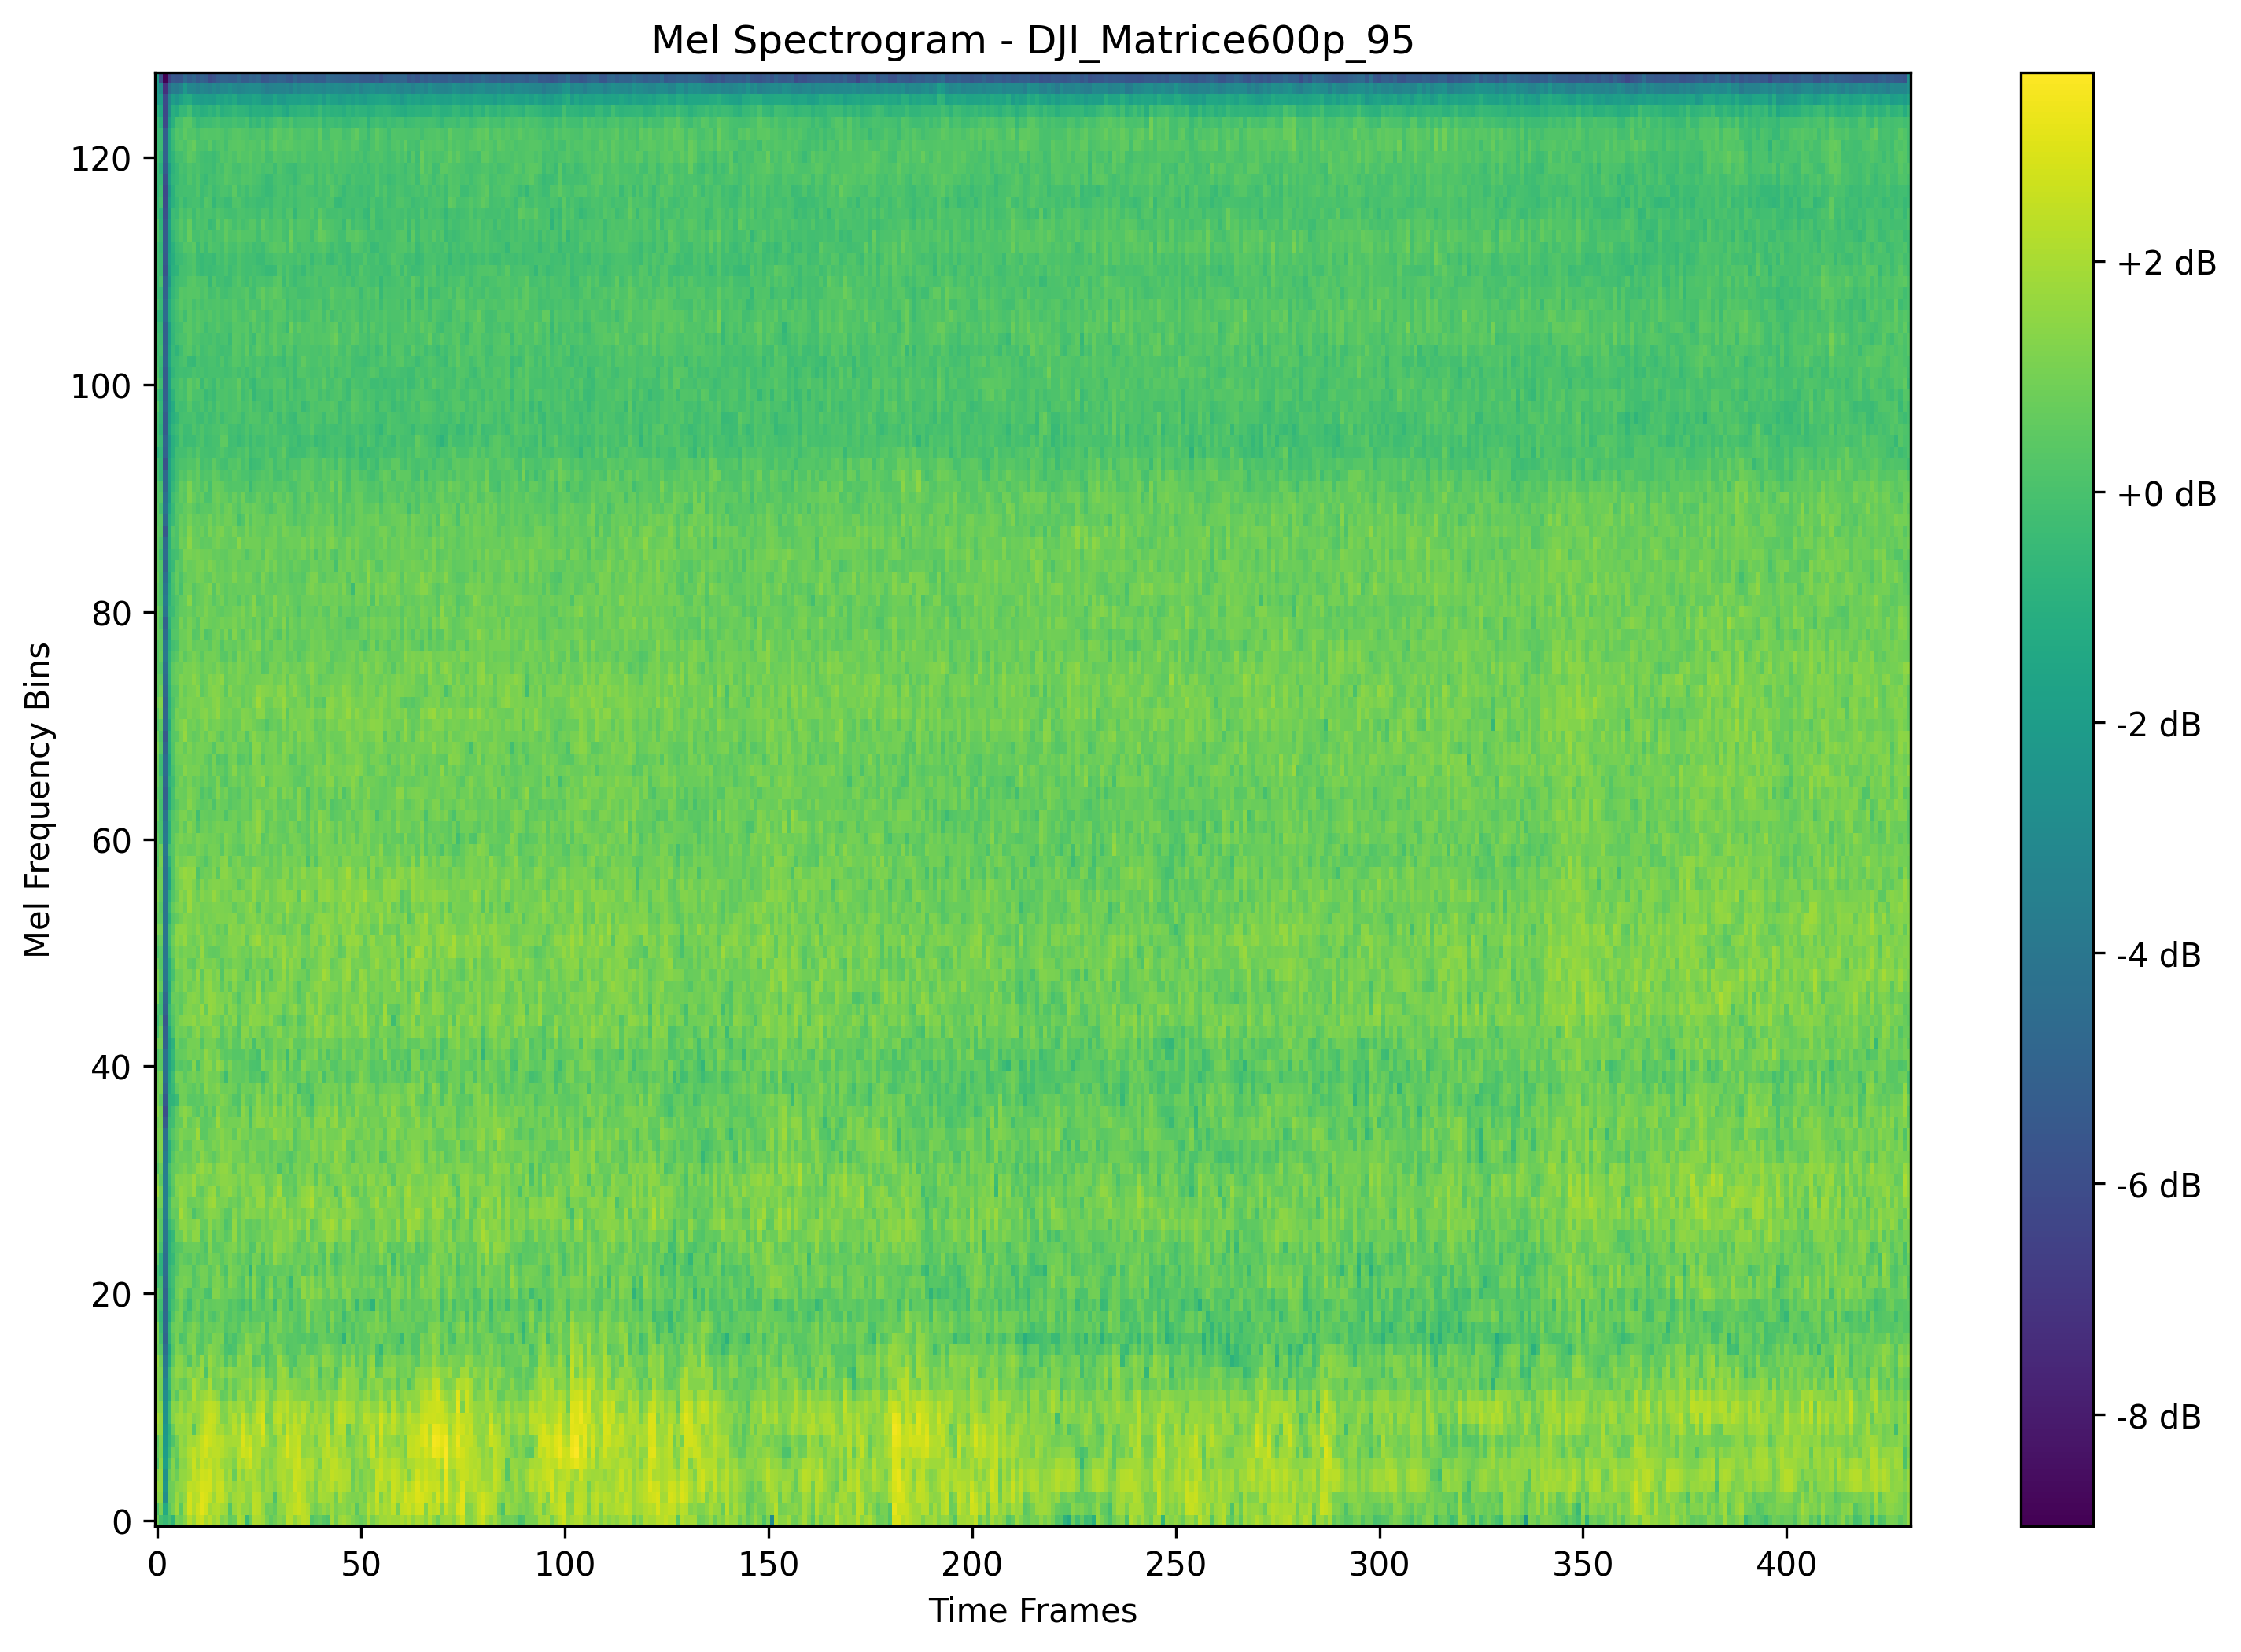 Mel Spectrogram - DJI_Matrice600p_95
120
100
80
60
40
20
0
Mel Frequency Bins
0 50 100 150 200 250 300 350 400
Time Frames
+2 dB
+0 dB
-2 dB
-4 dB
-6 dB
-8 dB